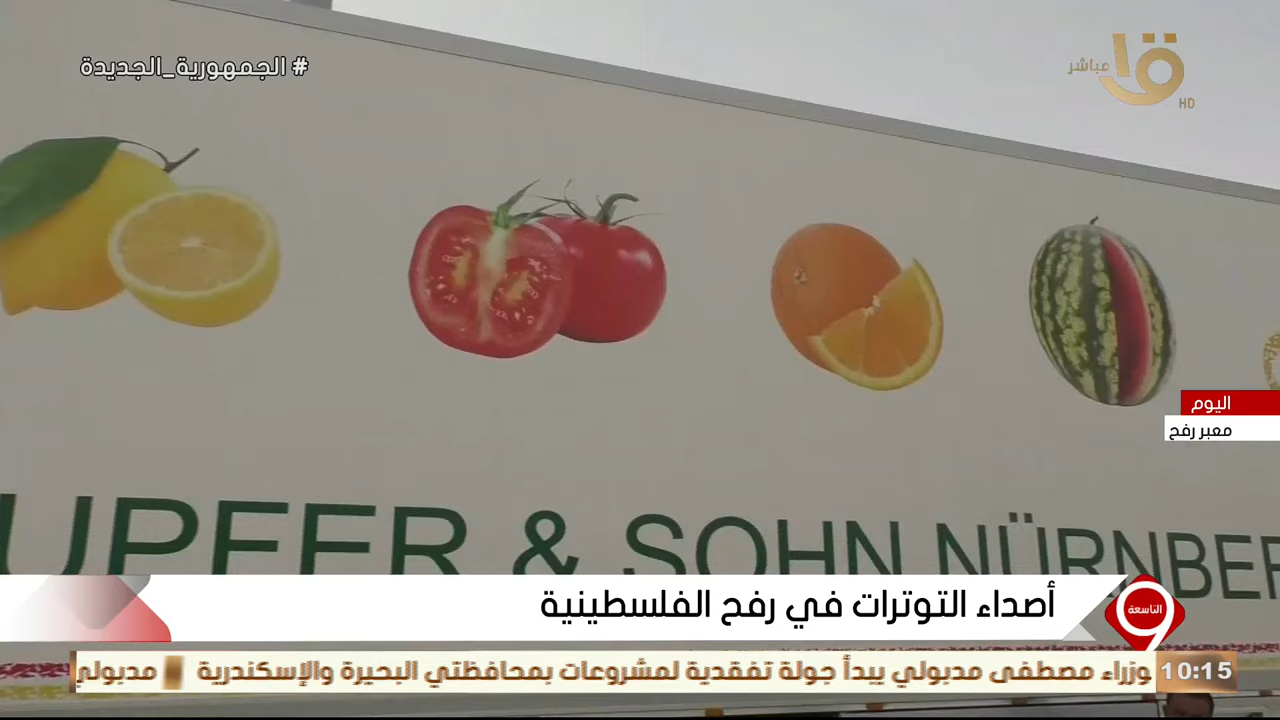 #الجمهورية_الجديدة
مباشر
HD
اليوم
معبر رفح
UPFER & SOHN NÜRNBER
أصداء التوترات في رفح الفلسطينية
التاسعة
9
وزراء مصطفى مدبولي يبدأ جولة تفقدية لمشروعات بمحافظتي البحيرة والإسكندرية
مدبولي
10:15